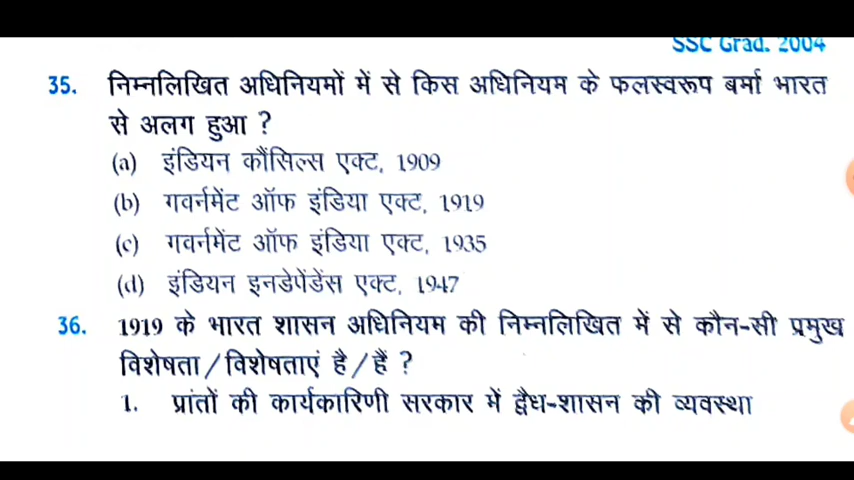 SSC Grad. 2004
35. निम्नलिखित अधिनियमों में से किस अधिनियम के फलस्वरूप बर्मा भारत
से अलग हुआ ?
(a) इंडियन कौंसिल्स एक्ट, 1909
(b) गवर्नमेंट ऑफ इंडिया एक्ट, 1919
(c) गवर्नमेंट ऑफ इंडिया एक्ट, 1935
(d) इंडियन इनडेपेंडेंस एक्ट, 1947
36. 1919 के भारत शासन अधिनियम की निम्नलिखित में से कौन-सी प्रमुख
विशेषता/विशेषताएं है/हैं ?
1. प्रांतों की कार्यकारिणी सरकार में द्वैध-शासन की व्यवस्था